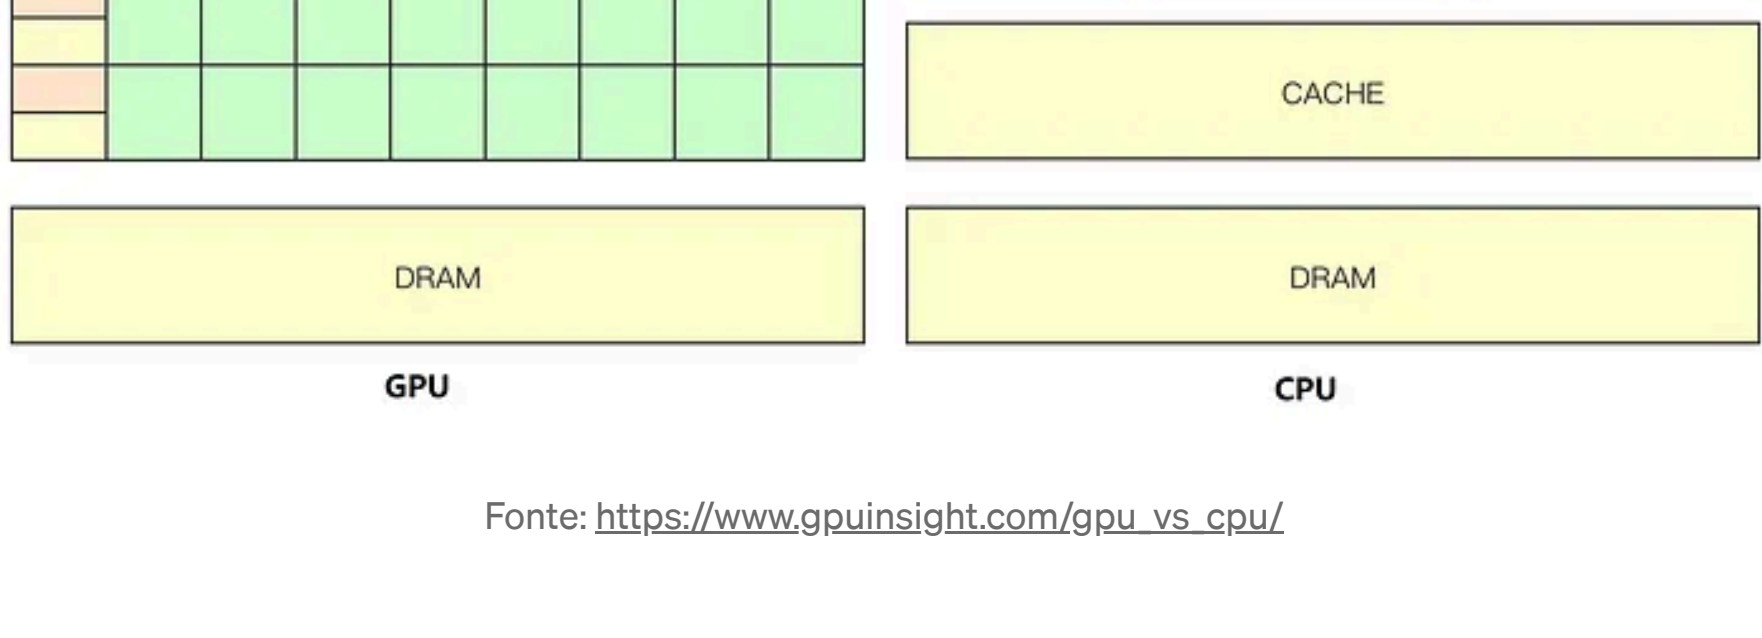 CACHE
DRAM
DRAM
GPU
CPU
Fonte: https://www.gpuinsight.com/gpu_vs_cpu/